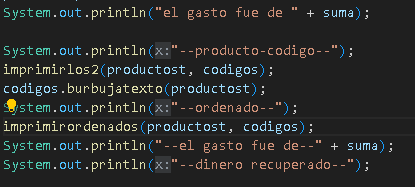 System.out.println("el gasto fue de " + suma);
System.out.println(x:"--producto-codigo--");
imprimirlos2(productost, codigos);
codigos.burbujatexto(productost);
System.out.println(x:"--ordenado--");
imprimirordenados(productost, codigos);
System.out.println("--el gasto fue de--" + suma);
System.out.println(x:"--dinero recuperado--");